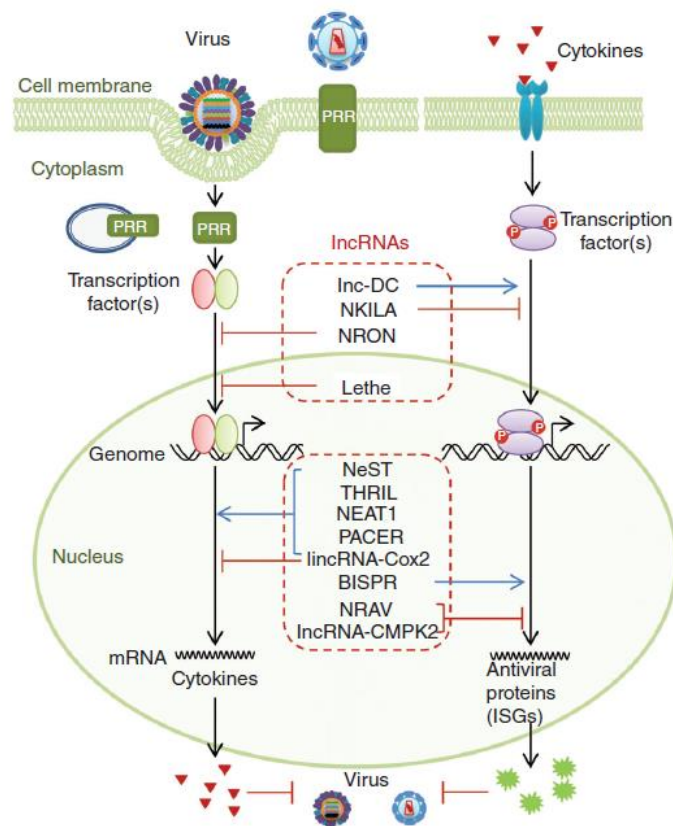 Virus
Cytokines
Cell membrane
PRR
Cytoplasm
PRR
PRR
Transcription
factor(s)
lncRNAs
Transcription
factor(s)
P
P
lnc-DC
NKILA
NRON
Lethe
P
P
Genome
NeST
THRIL
NEAT1
PACER
lincRNA-Cox2
BISPR
NRAV
lncRNA-CMPK2
Nucleus
mRNA
Cytokines
Antiviral
proteins
(ISGs)
Virus